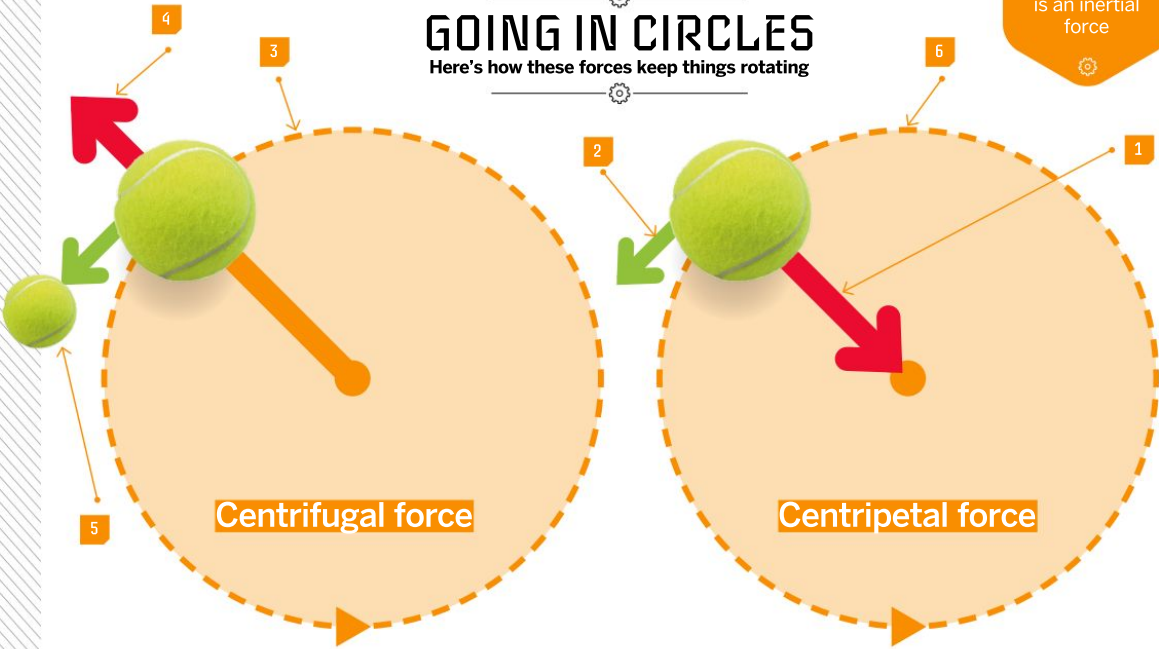 4
3
GOING IN CIRCLES
Here's how these forces keep things rotating
6
is an inertial
force
2
1
5
Centrifugal force
Centripetal force